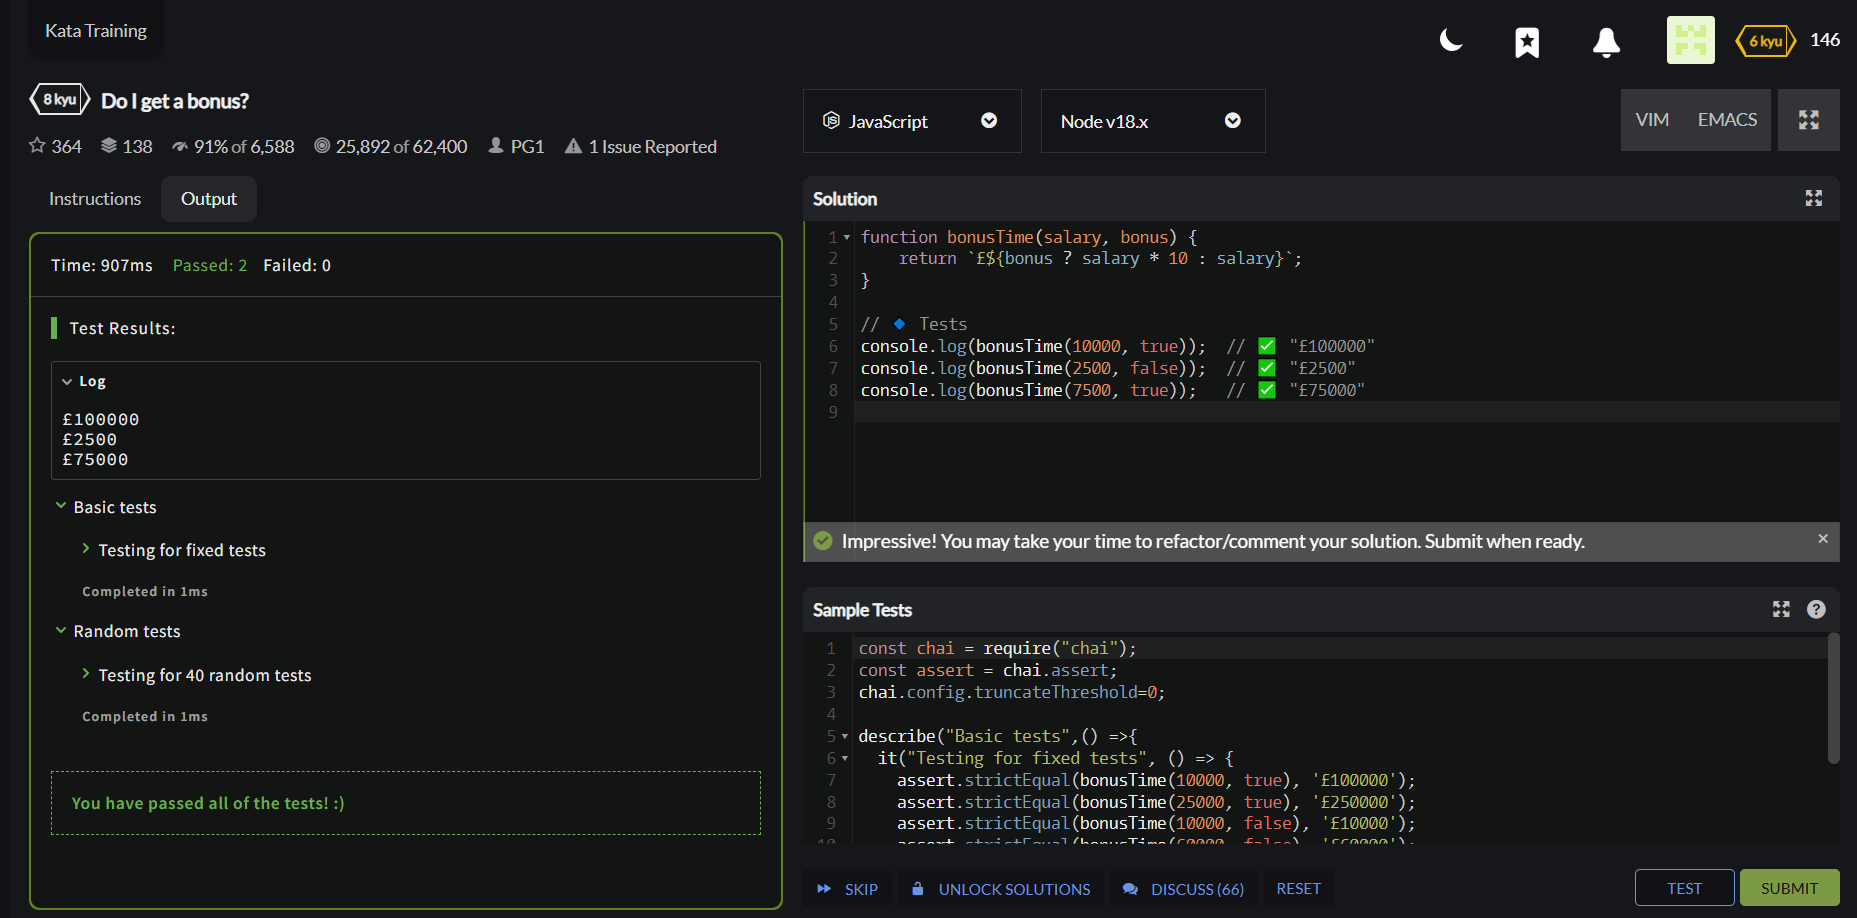 Kata Training
6 kyu 146
8 kyu Do I get a bonus?
364 138 91% of 6,588 25,892 of 62,400 PG1 1 Issue Reported
Instructions Output
Time: 907ms Passed: 2 Failed: 0
Test Results:
Log
£100000
£2500
£75000
Basic tests
Testing for fixed tests
Completed in 1ms
Random tests
Testing for 40 random tests
Completed in 1ms
You have passed all of the tests! :)
JavaScript Node v18.x VIM EMACS
Solution
1 function bonusTime(salary, bonus) {
2     return `£${bonus ? salary * 10 : salary}`;
3 }
4
5 // 🔹 Tests
6 console.log(bonusTime(10000, true));  // ✅ "£100000"
7 console.log(bonusTime(2500, false));  // ✅ "£2500"
8 console.log(bonusTime(7500, true));   // ✅ "£75000"
9
Impressive! You may take your time to refactor/comment your solution. Submit when ready.
Sample Tests
1 const chai = require("chai");
2 const assert = chai.assert;
3 chai.config.truncateThreshold=0;
4
5 describe("Basic tests",() =>{
6   it("Testing for fixed tests", () => {
7     assert.strictEqual(bonusTime(10000, true), '£100000');
8     assert.strictEqual(bonusTime(25000, true), '£250000');
9     assert.strictEqual(bonusTime(10000, false), '£10000');
10     assert.strictEqual(bonusTime(60000, false), '£60000');
SKIP UNLOCK SOLUTIONS DISCUSS (66) RESET TEST SUBMIT